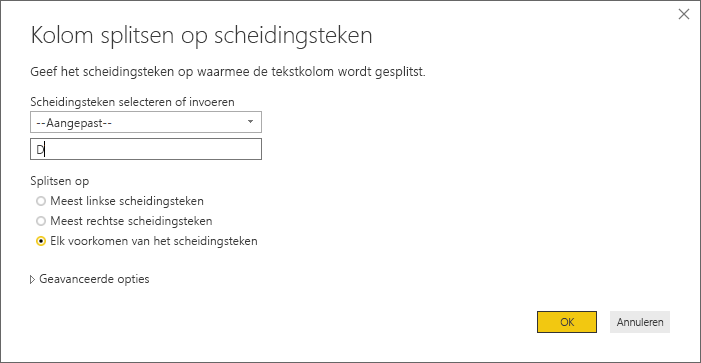 Kolom splitsen op scheidingsteken
Geef het scheidingsteken op waarmee de tekstkolom wordt gesplitst.
Scheidingsteken selecteren of invoeren
--Aangepast--
D
Splitsen op
Meest linkse scheidingsteken
Meest rechtse scheidingsteken
Elk voorkomen van het scheidingsteken
Geavanceerde opties
OK
Annuleren